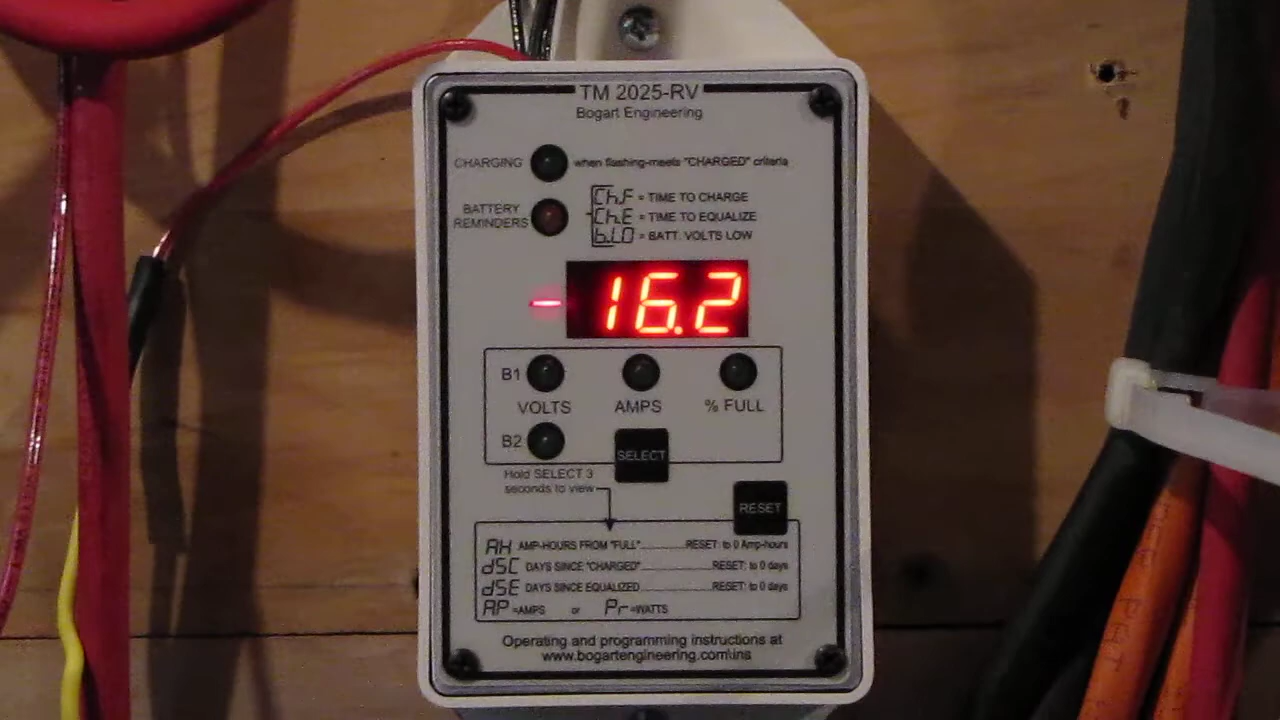 TM 2025-RV
Bogart Engineering
CHARGING when flashing-meets "CHARGED" criteria
BATTERY REMINDERS
Ch.F = TIME TO CHARGE
Ch.E = TIME TO EQUALIZE
b.LO = BATT. VOLTS LOW
-16.2
B1
VOLTS AMPS % FULL
B2
SELECT
Hold SELECT 3
seconds to view
RESET
AH AMP-HOURS FROM "FULL"..........RESET: to 0 Amp-hours
dSC DAYS SINCE "CHARGED"..........RESET: to 0 days
dSE DAYS SINCE EQUALIZED..........RESET: to 0 days
AP =AMPS or Pr =WATTS
Operating and programming instructions at
www.bogartengineering.com\ins